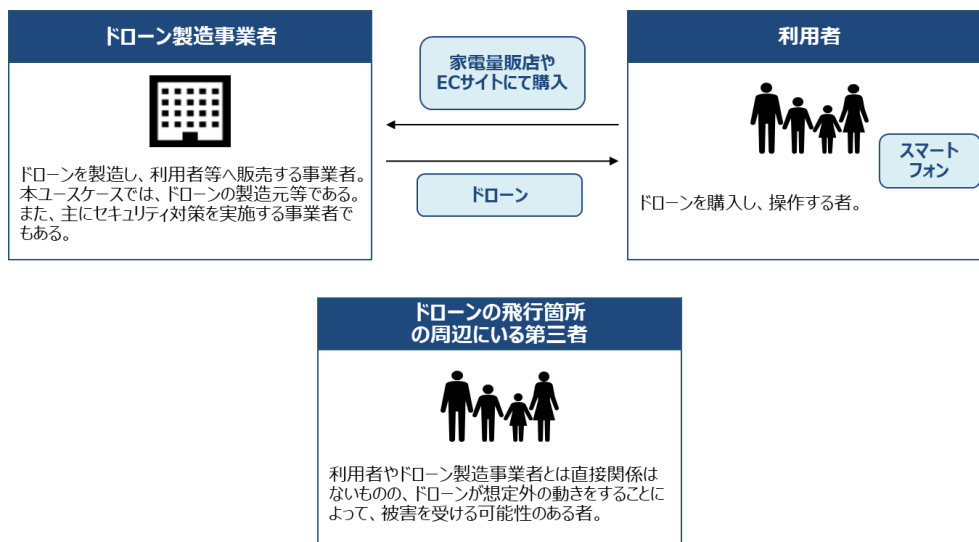 ドローン製造事業者
ドローンを製造し、利用者等へ販売する事業者。
本ユースケースでは、ドローンの製造元等である。
また、主にセキュリティ対策を実施する事業者で
もある。
家電量販店や
ECサイトにて購入
ドローン
利用者
スマート
フォン
ドローンを購入し、操作する者。
ドローンの飛行箇所
の周辺にいる第三者
利用者やドローン製造事業者とは直接関係は
ないものの、ドローンが想定外の動きをすることに
よって、被害を受ける可能性のある者。